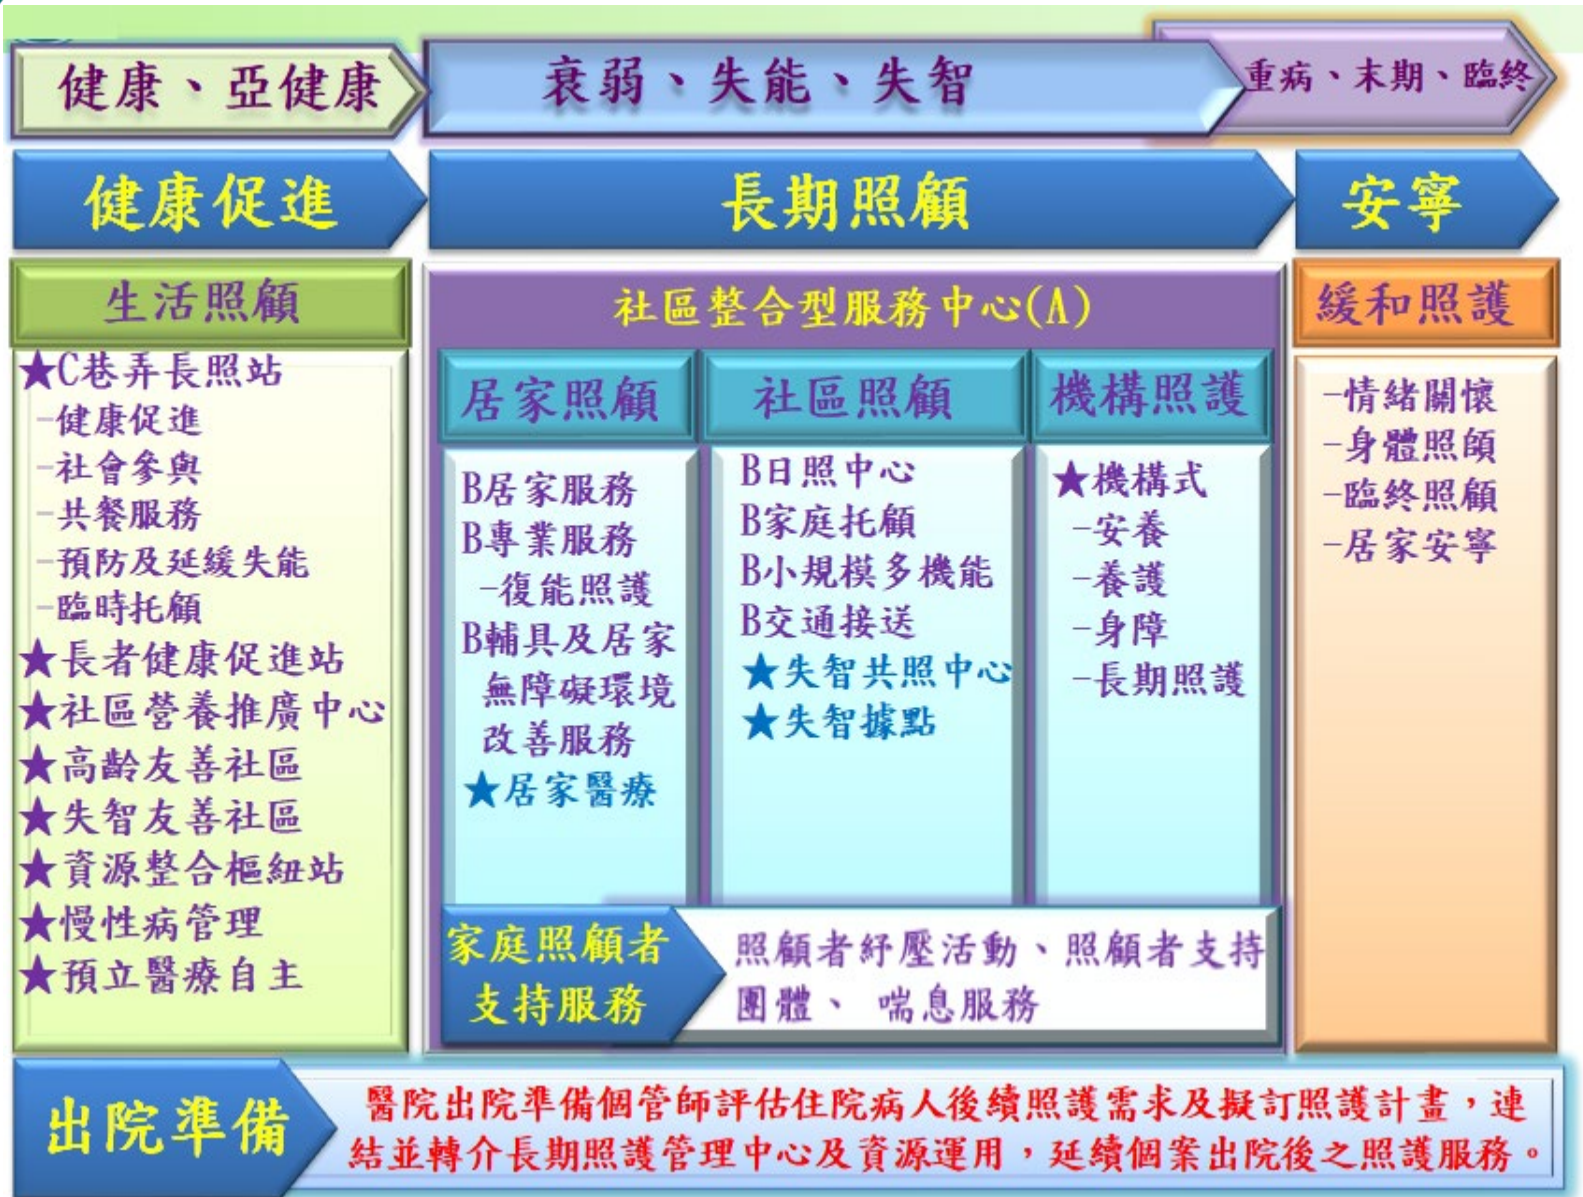 健康、亞健康
衰弱、失能、失智
重病、末期、臨終
健康促進
長期照顧
安寧
生活照顧
★C巷弄長照站
-健康促進
-社會參與
-共餐服務
-預防及延緩失能
-臨時托顧
★長者健康促進站
★社區營養推廣中心
★高齡友善社區
★失智友善社區
★資源整合樞紐站
★慢性病管理
★預立醫療自主
社區整合型服務中心(A)
居家照顧
B居家服務
B專業服務
-復能照護
B輔具及居家
無障礙環境
改善服務
★居家醫療
社區照顧
B日照中心
B家庭托顧
B小規模多機能
B交通接送
★失智共照中心
★失智據點
機構照護
★機構式
-安養
-養護
-身障
-長期照護
家庭照顧者
支持服務
照顧者紓壓活動、照顧者支持
團體、 喘息服務
緩和照護
-情緒關懷
-身體照頗
-臨終照顧
-居家安寧
出院準備
醫院出院準備個管師評估住院病人後續照護需求及擬訂照護計畫，連
結並轉介長期照護管理中心及資源運用，延續個案出院後之照護服務。